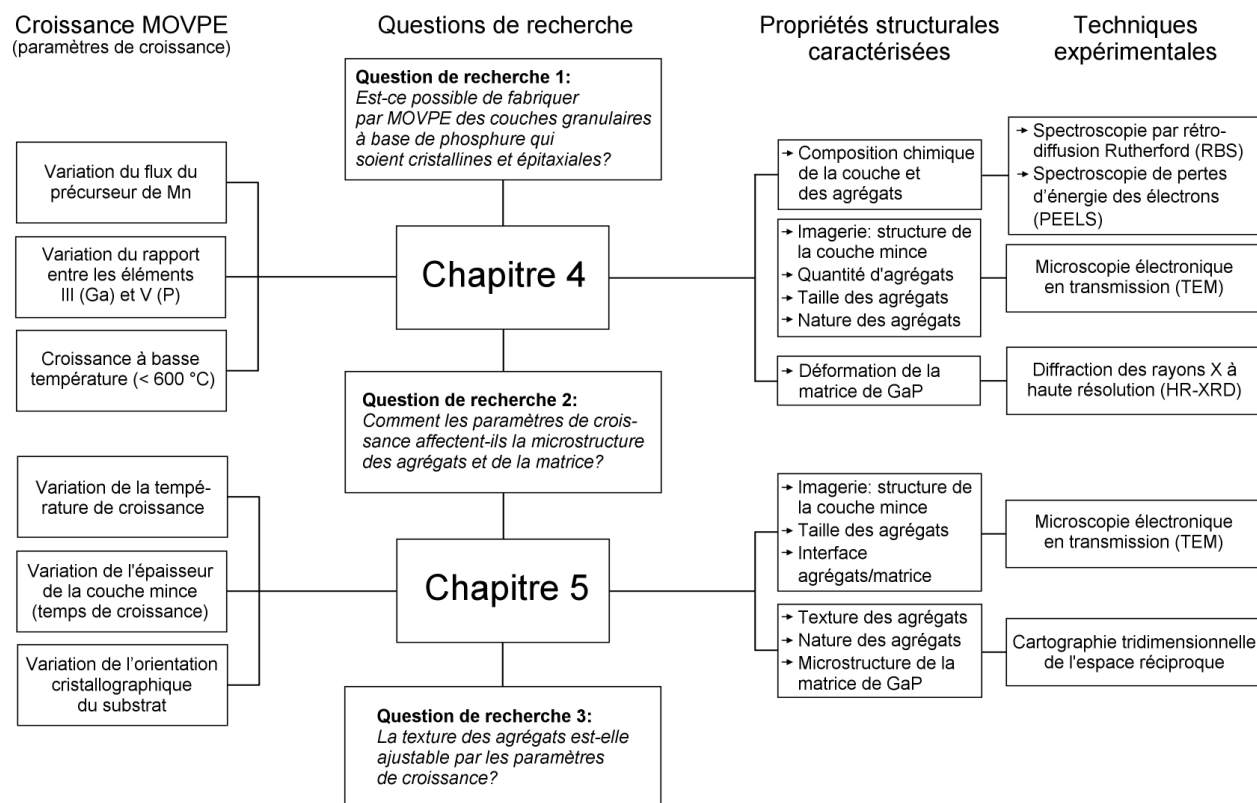 Croissance MOVPE
(paramètres de croissance)
Questions de recherche
Propriétés structurales
caractérisées
Techniques
expérimentales
Variation du flux du
précurseur de Mn
Variation du rapport
entre les éléments
III (Ga) et V (P)
Croissance à basse
température (< 600 °C)
Variation de la tempé-
rature de croissance
Variation de l'épaisseur
de la couche mince
(temps de croissance)
Variation de l'orientation
cristallographique
du substrat
Question de recherche 1:
Est-ce possible de fabriquer
par MOVPE des couches granulaires
à base de phosphure qui
soient cristallines et épitaxiales?
Chapitre 4
Question de recherche 2:
Comment les paramètres de crois-
sance affectent-ils la microstructure
des agrégats et de la matrice?
Chapitre 5
Question de recherche 3:
La texture des agrégats est-elle
ajustable par les paramètres
de croissance?
→ Composition chimique
de la couche et
des agrégats
→ Imagerie: structure de
la couche mince
→ Quantité d'agrégats
→ Taille des agrégats
→ Nature des agrégats
→ Déformation de la
matrice de GaP
→ Imagerie: structure de
la couche mince
→ Taille des agrégats
→ Interface
agrégats/matrice
→ Texture des agrégats
→ Nature des agrégats
→ Microstructure de la
matrice de GaP
→ Spectroscopie par rétro-
diffusion Rutherford (RBS)
→ Spectroscopie de pertes
d'énergie des électrons
(PEELS)
Microscopie électronique
en transmission (TEM)
Diffraction des rayons X à
haute résolution (HR-XRD)
Microscopie électronique
en transmission (TEM)
Cartographie tridimensionnelle
de l'espace réciproque